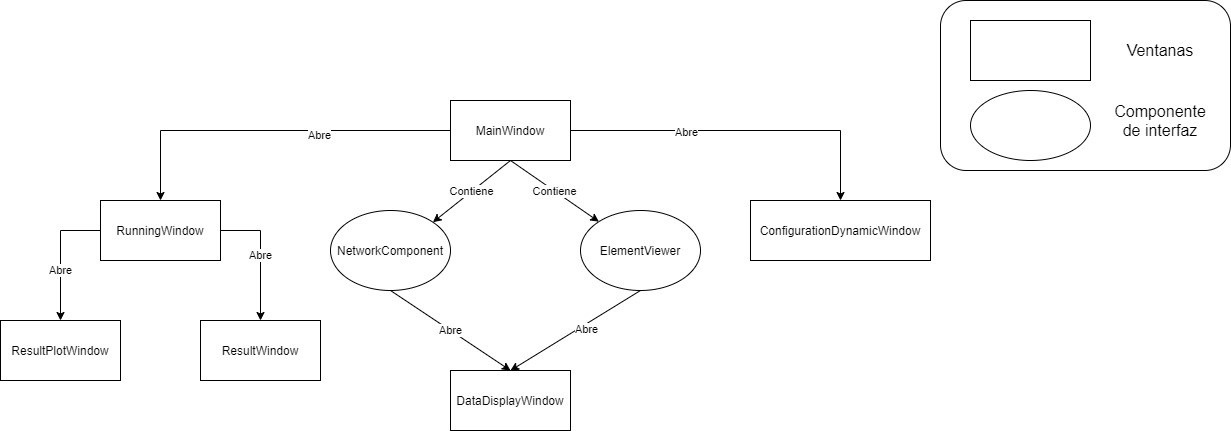 Ventanas
Componente
de interfaz
MainWindow
Abre
Abre
Contiene
Contiene
RunningWindow
NetworkComponent
ElementViewer
ConfigurationDynamicWindow
Abre
Abre
ResultPlotWindow
ResultWindow
Abre
Abre
DataDisplayWindow